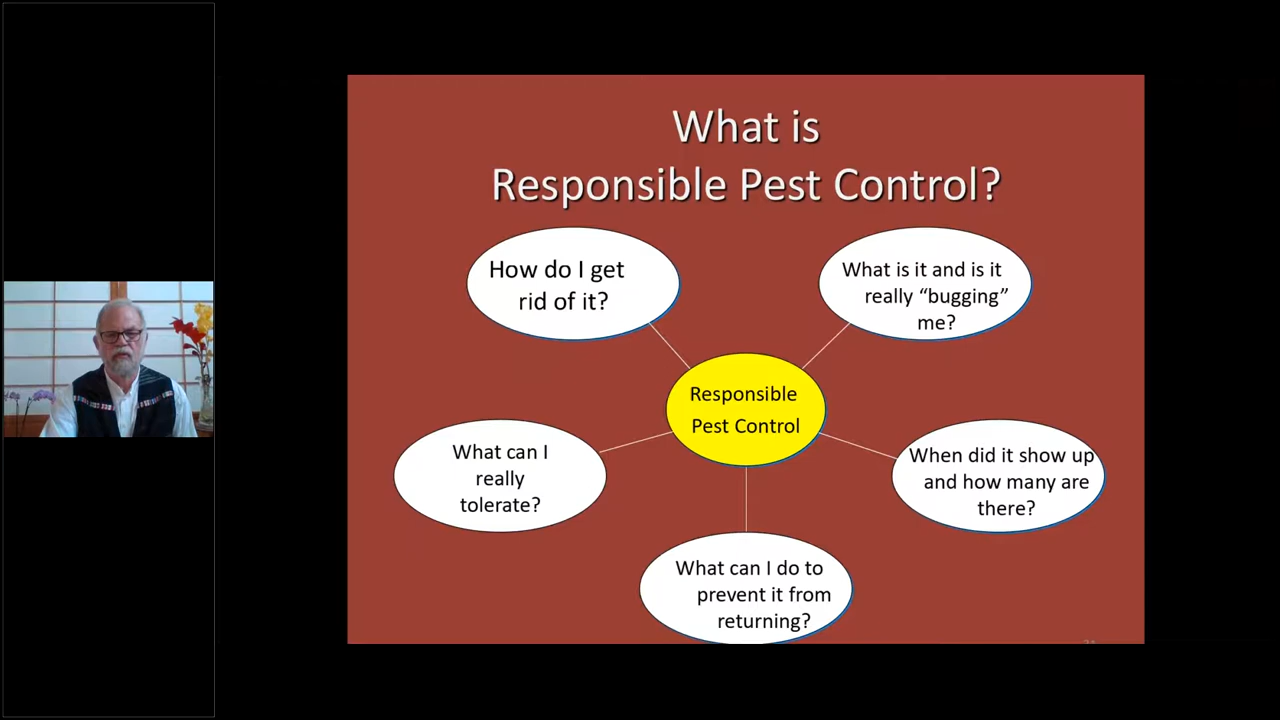 What is
Responsible Pest Control?
How do I get
rid of it?
What is it and is it
really “bugging”
me?
Responsible
Pest Control
What can I
really
tolerate?
When did it show up
and how many are
there?
What can I do to
prevent it from
returning?